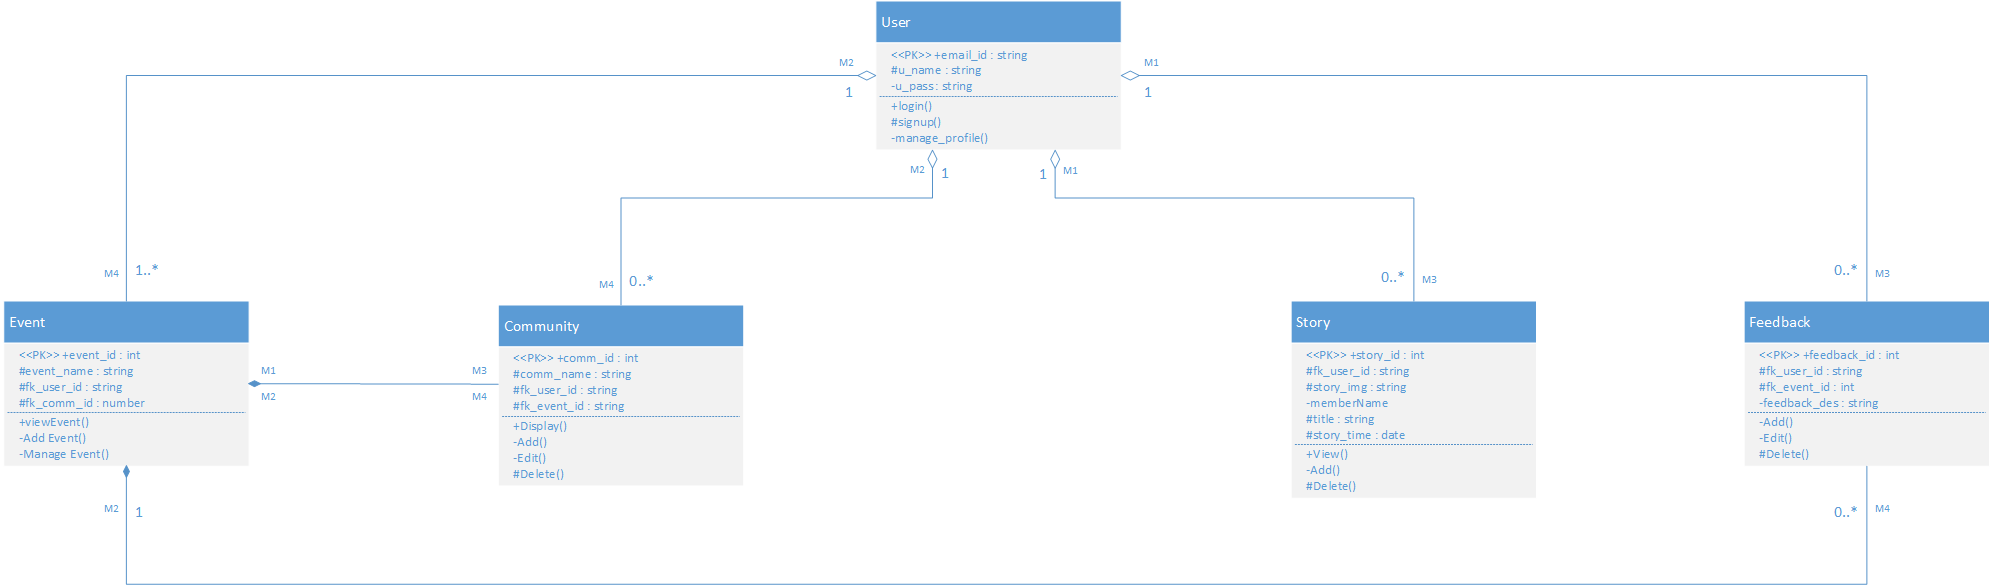 User
<<PK>> +email_id : string
#u_name : string
-u_pass : string
+login()
#signup()
-manage_profile()
M2
1
M1
1
M2
1
1
M1
M4
1..*
M4
0..*
0..*
M3
0..*
M3
Event
<<PK>> +event_id : int
#event_name : string
#fk_user_id : string
#fk_comm_id : number
+viewEvent()
-Add Event()
-Manage Event()
M1
M3
M2
M4
Community
<<PK>> +comm_id : int
#comm_name : string
#fk_user_id : string
#fk_event_id : string
+Display()
-Add()
-Edit()
#Delete()
Story
<<PK>> +story_id : int
#fk_user_id : string
#story_img : string
-memberName
#title : string
#story_time : date
+View()
-Add()
#Delete()
Feedback
<<PK>> +feedback_id : int
#fk_user_id : string
#fk_event_id : int
-feedback_des : string
-Add()
-Edit()
#Delete()
M2
1
0..*
M4